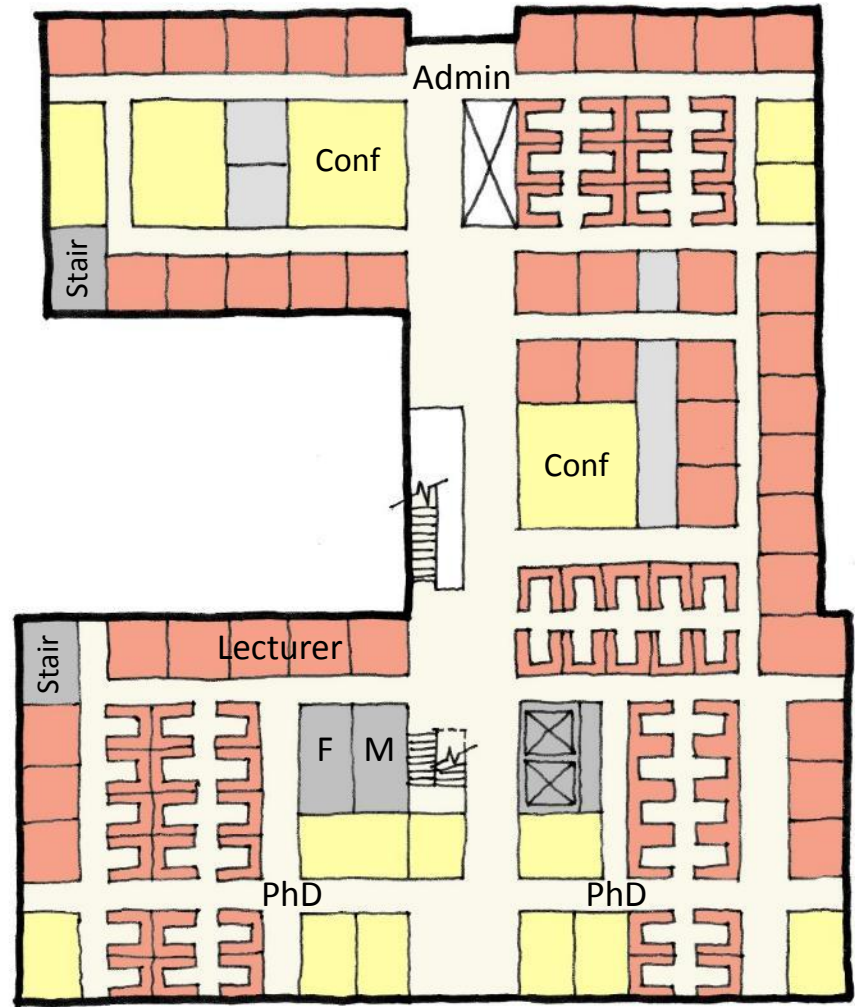 Admin
Conf
Stair
Conf
Lecturer
Stair
F M
PhD PhD